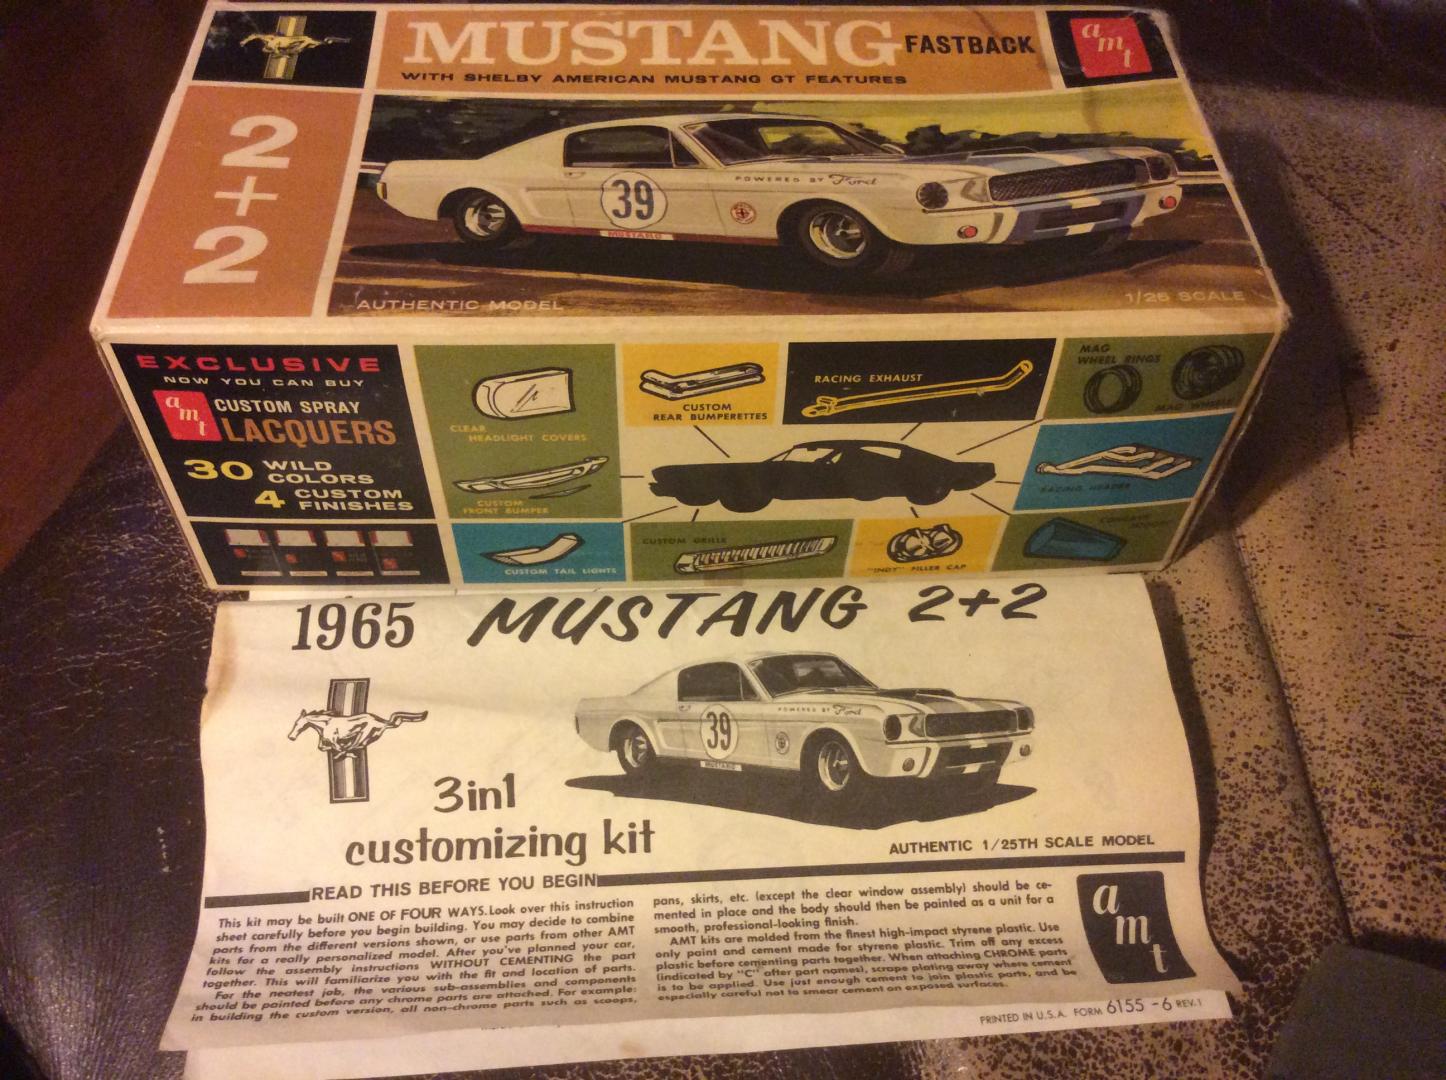 MUSTANG FASTBACK
WITH SHELBY AMERICAN MUSTANG GT FEATURES
amt
2+2
39
POWERED BY Ford
MUSTANG
AUTHENTIC MODEL
1/25 SCALE
EXCLUSIVE
NOW YOU CAN BUY
amt
CUSTOM SPRAY
LACQUERS
30 WILD COLORS
4 CUSTOM FINISHES
CLEAR
HEADLIGHT COVERS
CUSTOM
REAR BUMPERETTES
RACING EXHAUST
MAG
WHEEL RINGS
MAG WHEELS
CUSTOM
FRONT BUMPER
RACING HEADER
CUSTOM TAIL LIGHTS
CUSTOM GRILLE
"INDY" FILLER CAP
1965 MUSTANG 2+2
39
POWERED BY Ford
MUSTANG
3in1
customizing kit
AUTHENTIC 1/25TH SCALE MODEL
READ THIS BEFORE YOU BEGIN
This kit may be built ONE OF FOUR WAYS. Look over this instruction
sheet carefully before you begin building. You may decide to combine
parts from the different versions shown, or use parts from other AMT
kits for a really personalized model. After you've planned your car,
follow the assembly instructions WITHOUT CEMENTING the part
together. This will familiarize you with the fit and location of parts.
For the neatest job, the various sub-assemblies and components
should be painted before any chrome parts are attached. For example:
in building the custom version, all non-chrome parts such as scoops,
pans, skirts, etc. (except the clear window assembly) should be ce-
mented in place and the body should then be painted as a unit for a
smooth, professional-looking finish.
AMT kits are molded from the finest high-impact styrene plastic. Use
only paint and cement made for styrene plastic. Trim off any excess
plastic before cementing parts together. When attaching CHROME parts
(indicated by "C" after part names), scrape plating away where cement
is to be applied. Use just enough cement to join plastic parts, and be
especially careful not to smear cement on exposed surfaces.
amt
PRINTED IN U.S.A. FORM 6155-6 REV.1